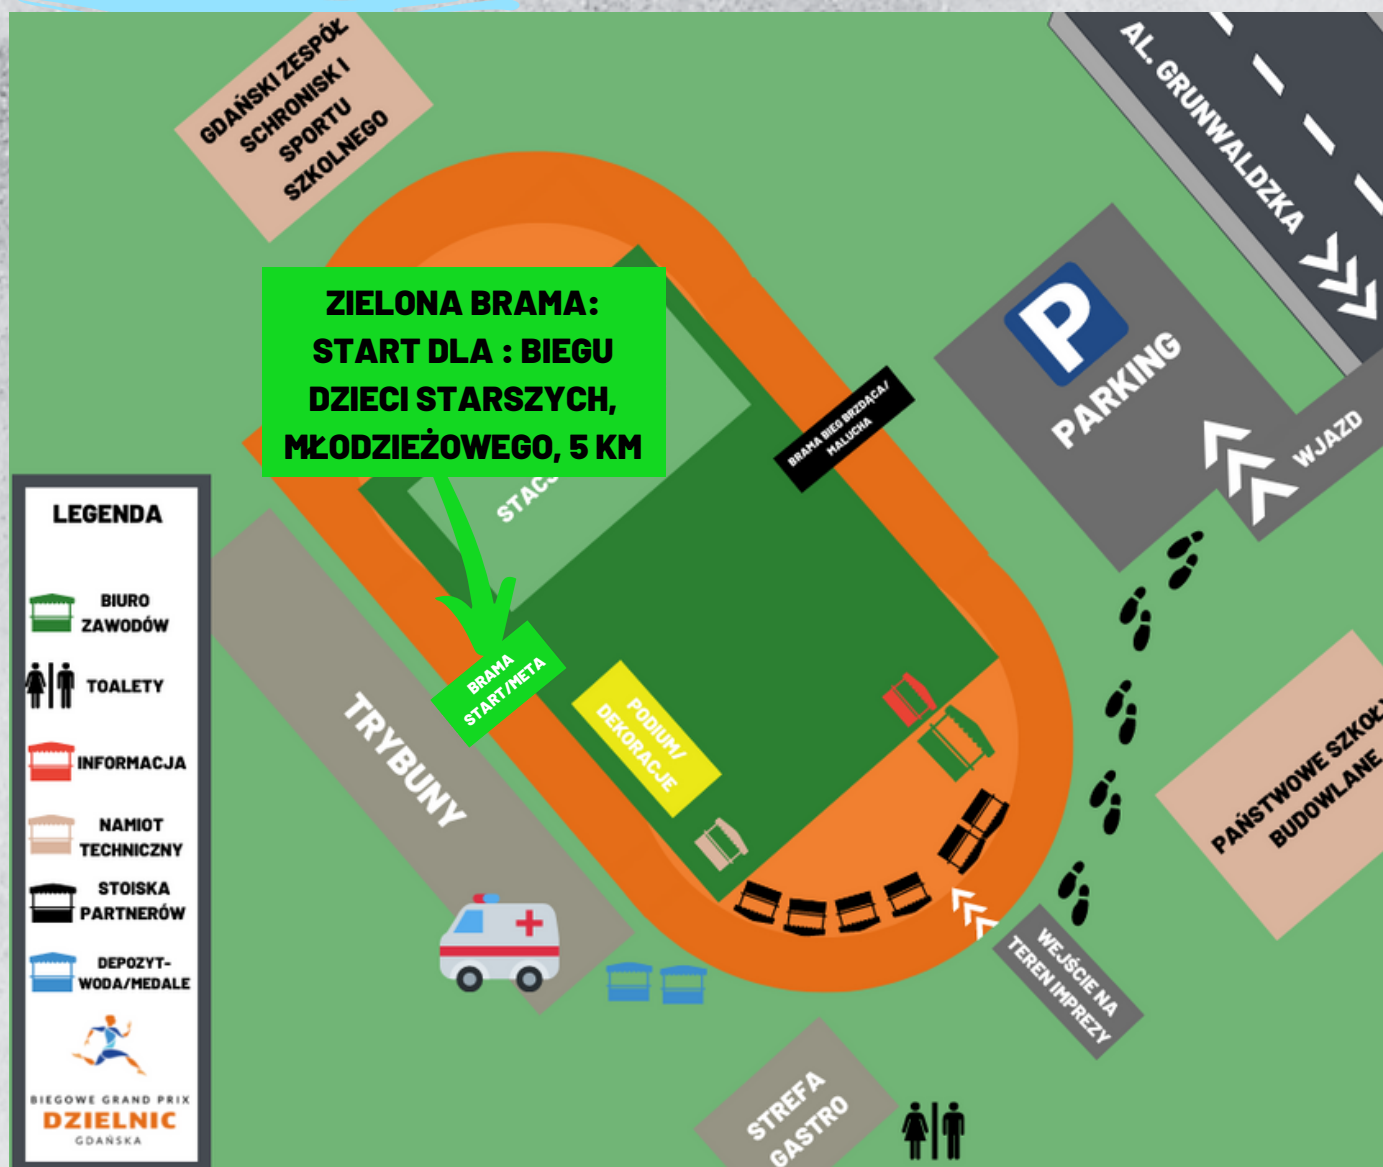 GDAŃSKI ZESPÓŁ
SCHRONISK I
SPORTU
SZKOLNEGO
AL. GRUNWALDZKA
ZIELONA BRAMA:
START DLA : BIEGU
DZIECI STARSZYCH,
MŁODZIEŻOWEGO, 5 KM
P
PARKING
WJAZD
BRAMA BIEG BRZDĄCA/
MALUCHA
BRAMA
START/META
TRYBUNY
PODIUM/
DEKORACJE
PAŃSTWOWE SZKOŁY
BUDOWLANE
WEJŚCIE NA
TEREN IMPREZY
STREFA
GASTRO
LEGENDA
BIURO
ZAWODÓW
TOALETY
INFORMACJA
NAMIOT
TECHNICZNY
STOISKA
PARTNERÓW
DEPOZYT-
WODA/MEDALE
BIEGOWE GRAND PRIX
DZIELNIC
GDAŃSKA